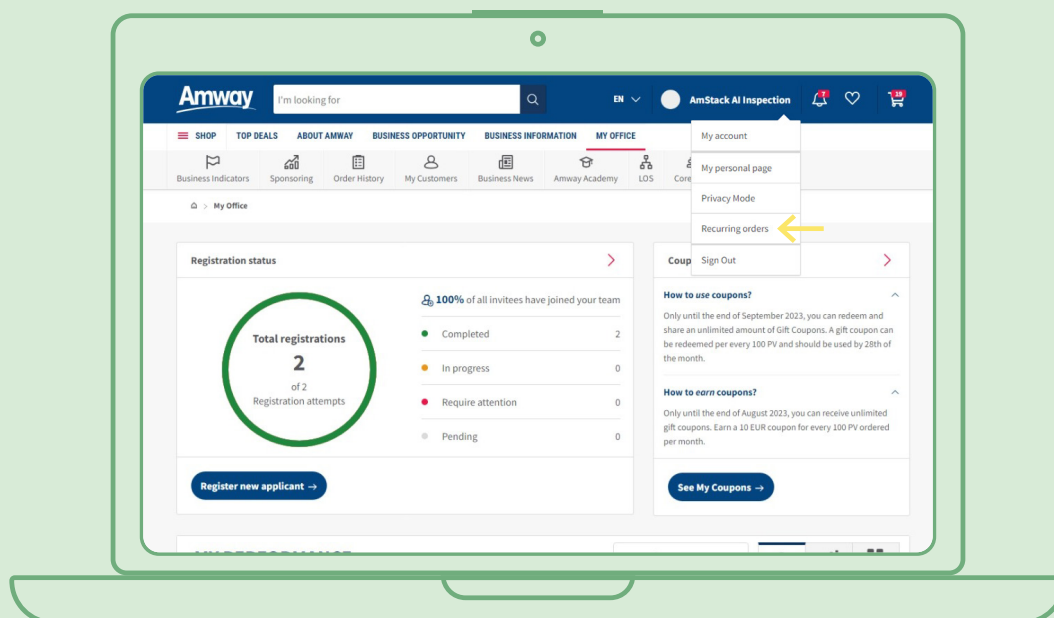 Amway
I'm looking for
EN
AmStack AI Inspection
7
19
SHOP TOP DEALS ABOUT AMWAY BUSINESS OPPORTUNITY BUSINESS INFORMATION MY OFFICE
My account
My personal page
Privacy Mode
Recurring orders
Sign Out
Business Indicators Sponsoring Order History My Customers Business News Amway Academy LOS Core
> My Office
Registration status
Total registrations
2
of 2
Registration attempts
100% of all invitees have joined your team
Completed 2
In progress 0
Require attention 0
Pending 0
Register new applicant →
Coup
How to use coupons?
Only until the end of September 2023, you can redeem and
share an unlimited amount of Gift Coupons. A gift coupon can
be redeemed per every 100 PV and should be used by 28th of
the month.
How to earn coupons?
Only until the end of August 2023, you can receive unlimited
gift coupons. Earn a 10 EUR coupon for every 100 PV ordered
per month.
See My Coupons →
MY PERFORMANCE